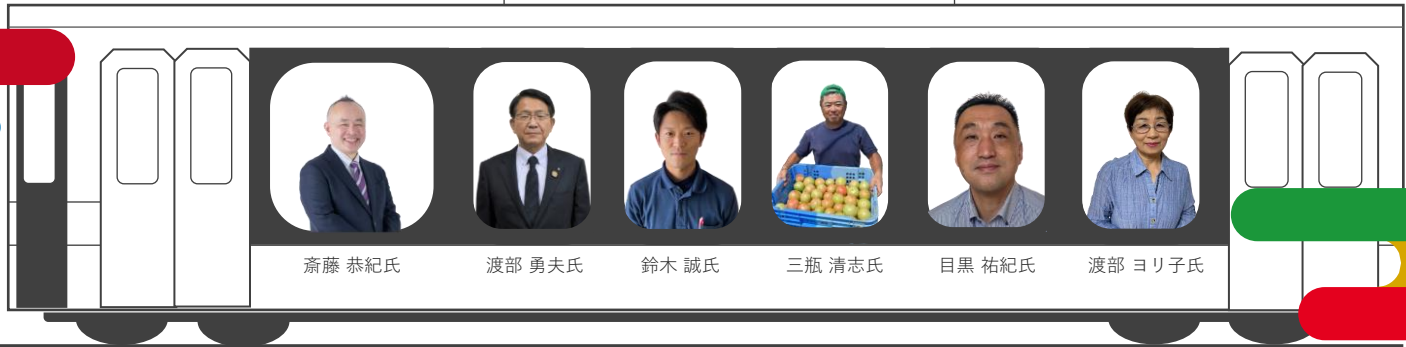 斎藤 恭紀氏
渡部 勇夫氏
鈴木 誠氏
三瓶 清志氏
目黒 祐紀氏
渡部 ヨリ子氏